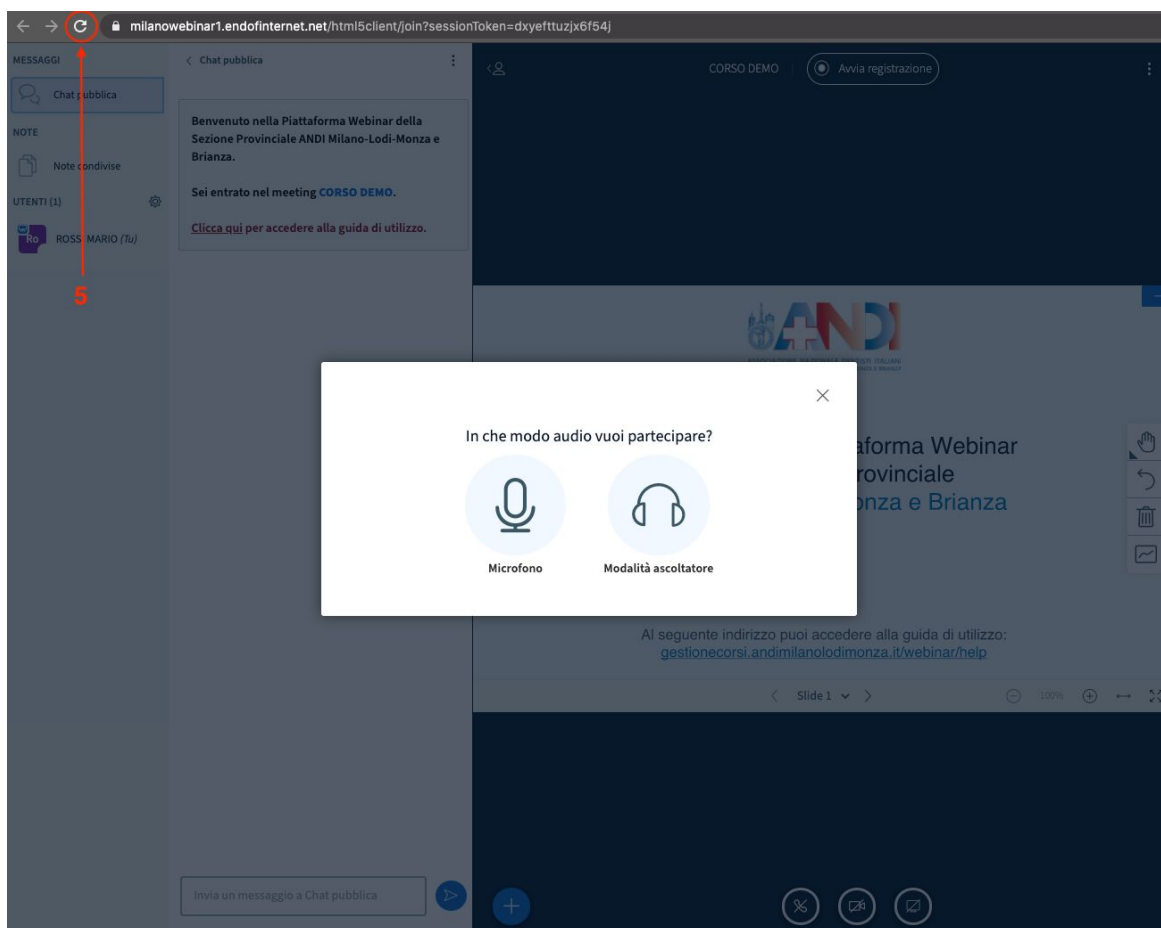 milanowebinar1.endofinternet.net/html5client/join?sessionToken=dxyefttuzjx6f54j
MESSAGGI
Chat pubblica
NOTE
Note condivise
UTENTI (1)
Ro
ROSSI MARIO (Tu)
5
Chat pubblica
Benvenuto nella Piattaforma Webinar della
Sezione Provinciale ANDI Milano-Lodi-Monza e
Brianza.
Sei entrato nel meeting CORSO DEMO.
Clicca qui per accedere alla guida di utilizzo.
Invia un messaggio a Chat pubblica
CORSO DEMO
Avvia registrazione
ANDI
ASSOCIAZIONE NAZIONALE DENTISTI ITALIANI
In che modo audio vuoi partecipare?
Microfono
Modalità ascoltatore
aforma Webinar
rovinciale
onza e Brianza
Al seguente indirizzo puoi accedere alla guida di utilizzo:
gestionecorsi.andimilanolodimonza.it/webinar/help
Slide 1
100%